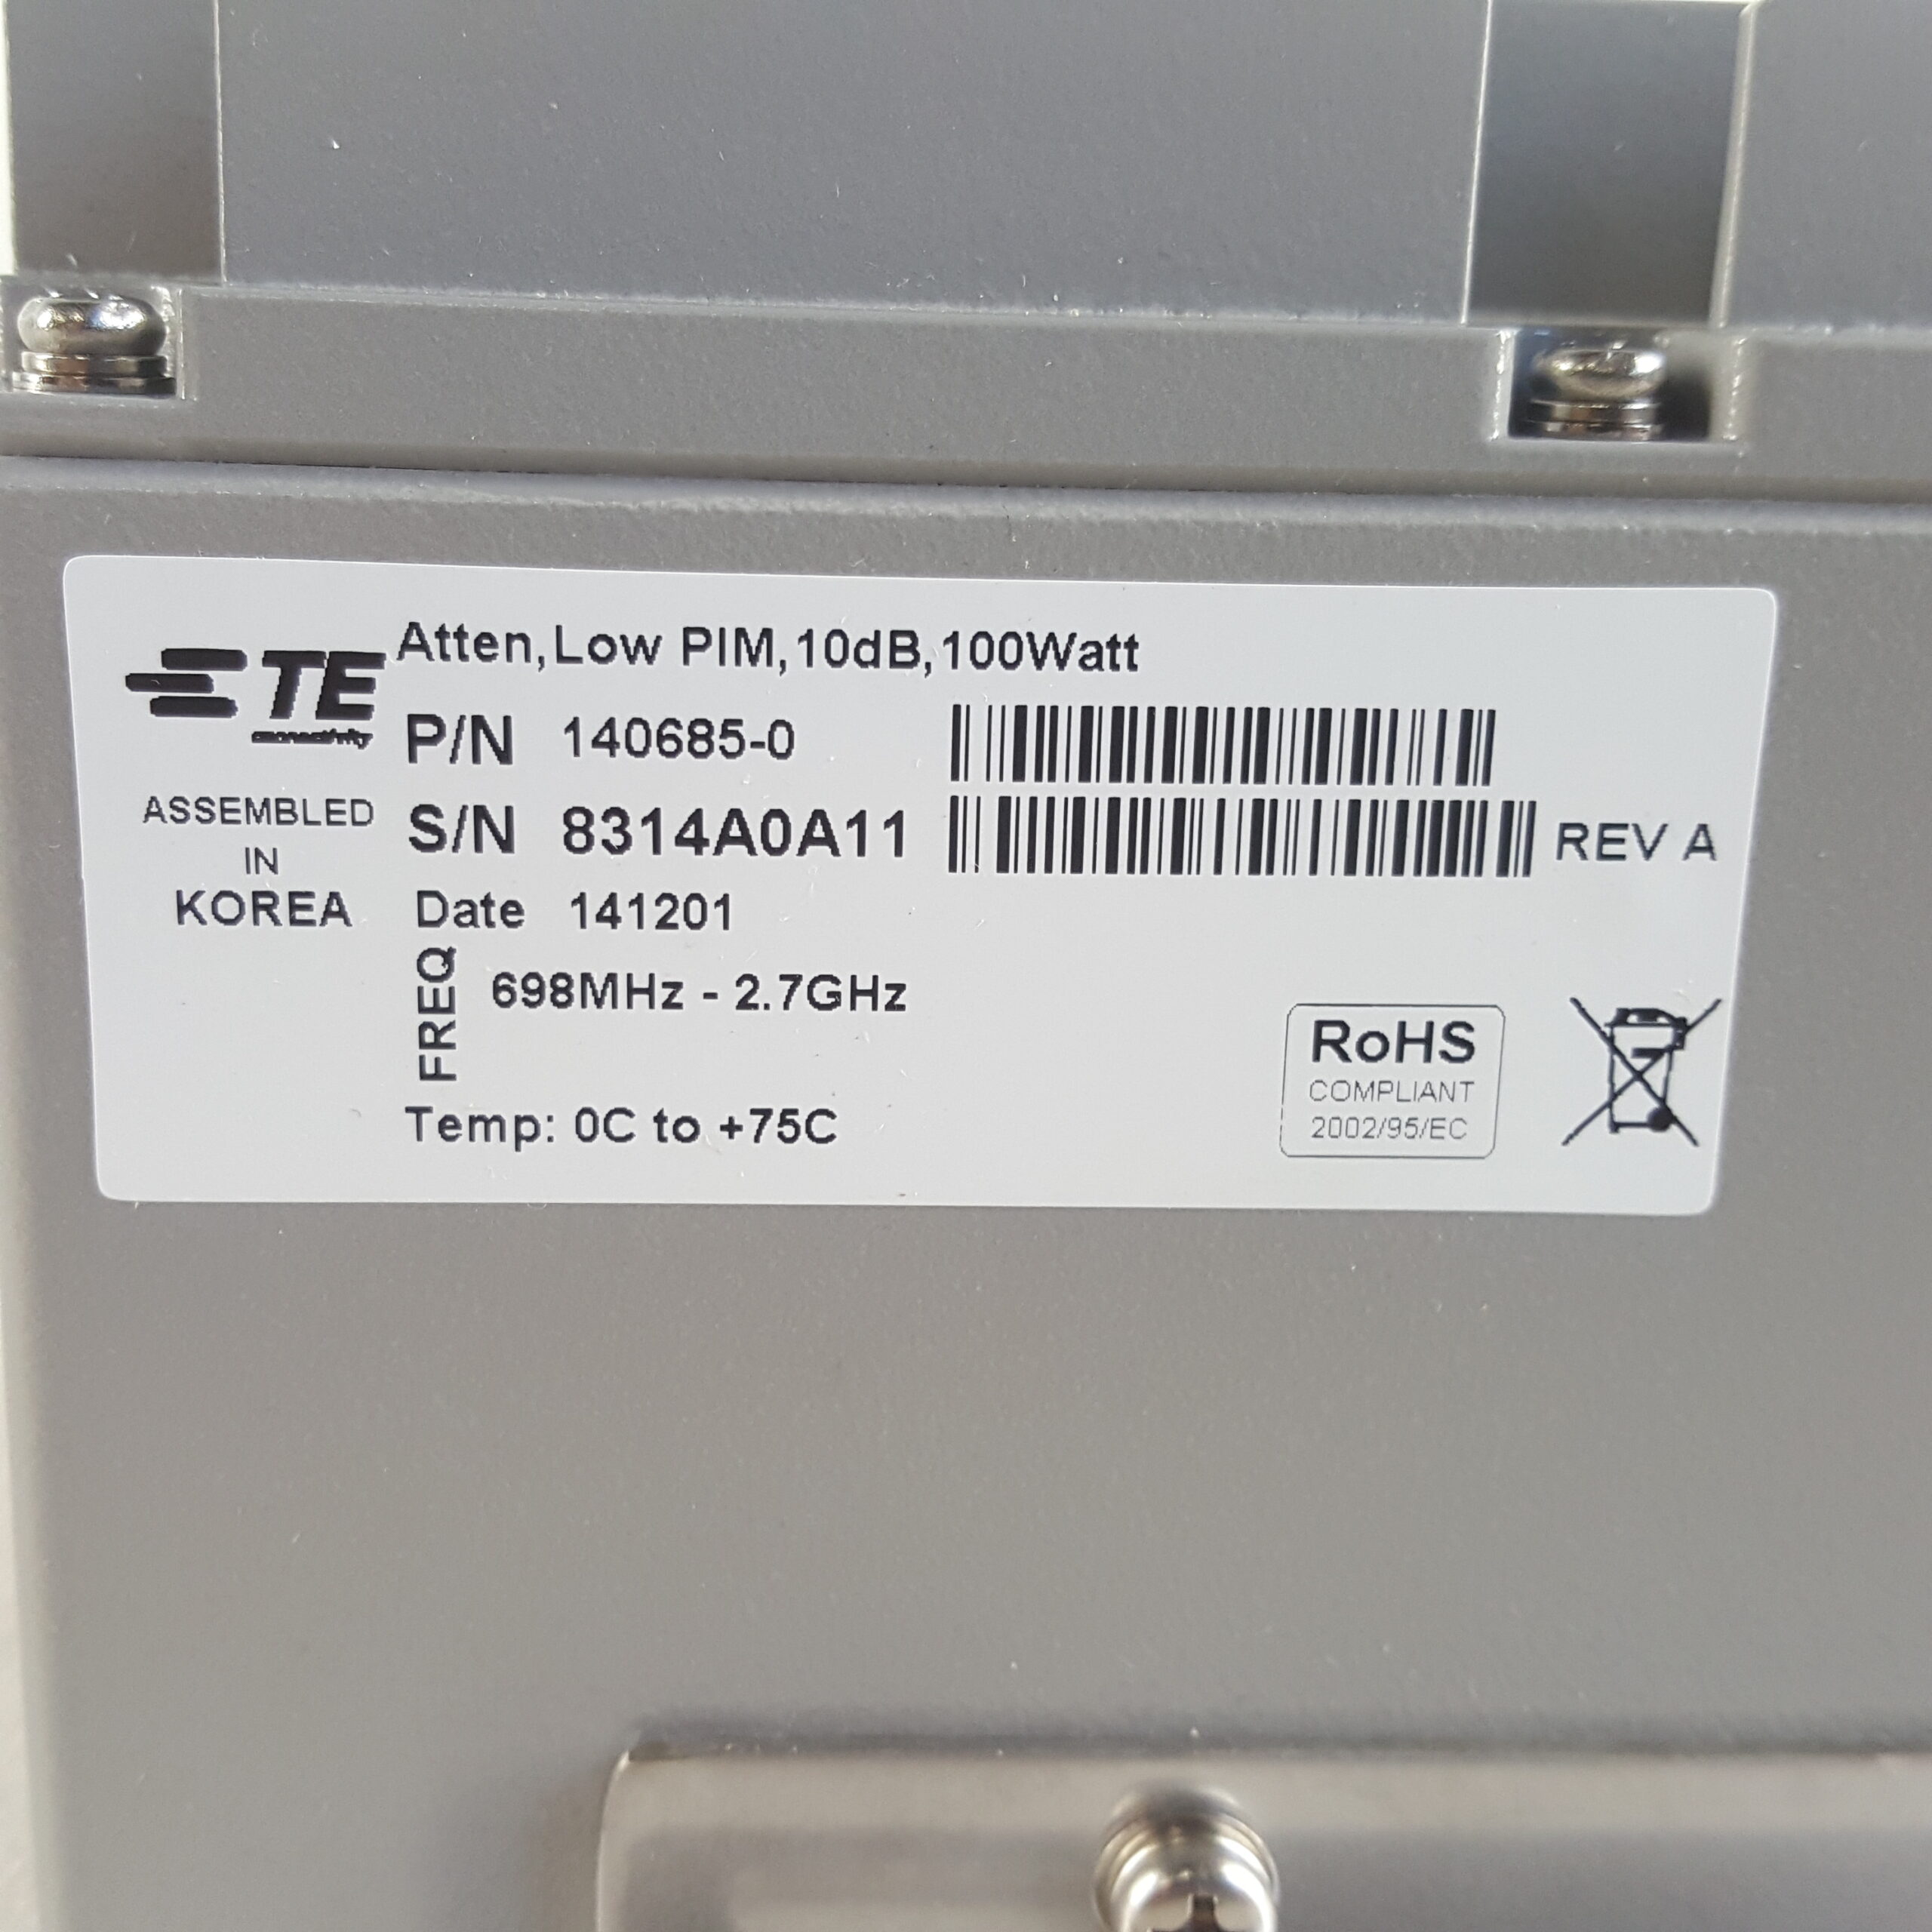 Atten,Low PIM,10dB,100Watt
TE
connectivity
P/N 140685-0
ASSEMBLED
IN
KOREA
S/N 8314A0A11
REV A
Date 141201
FREQ
698MHz - 2.7GHz
Temp: 0C to +75C
RoHS
COMPLIANT
2002/95/EC